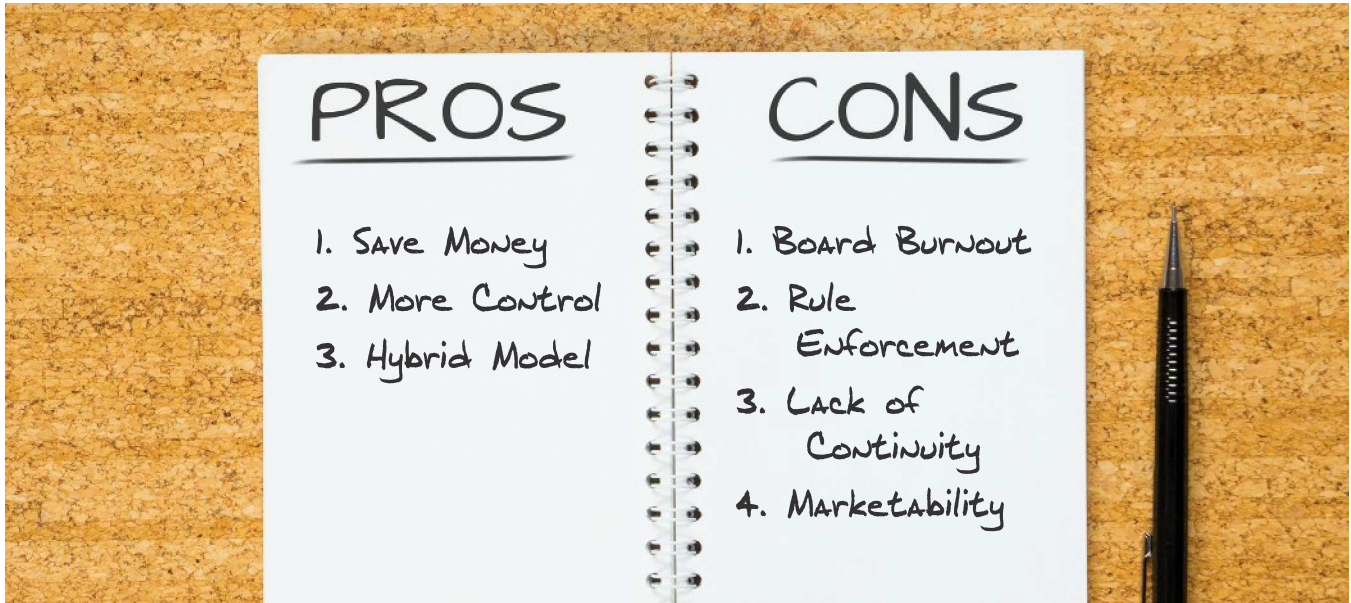 PROS
1. Save Money
2. More Control
3. Hybrid Model
CONS
1. Board Burnout
2. Rule
Enforcement
3. Lack of
Continuity
4. Marketability